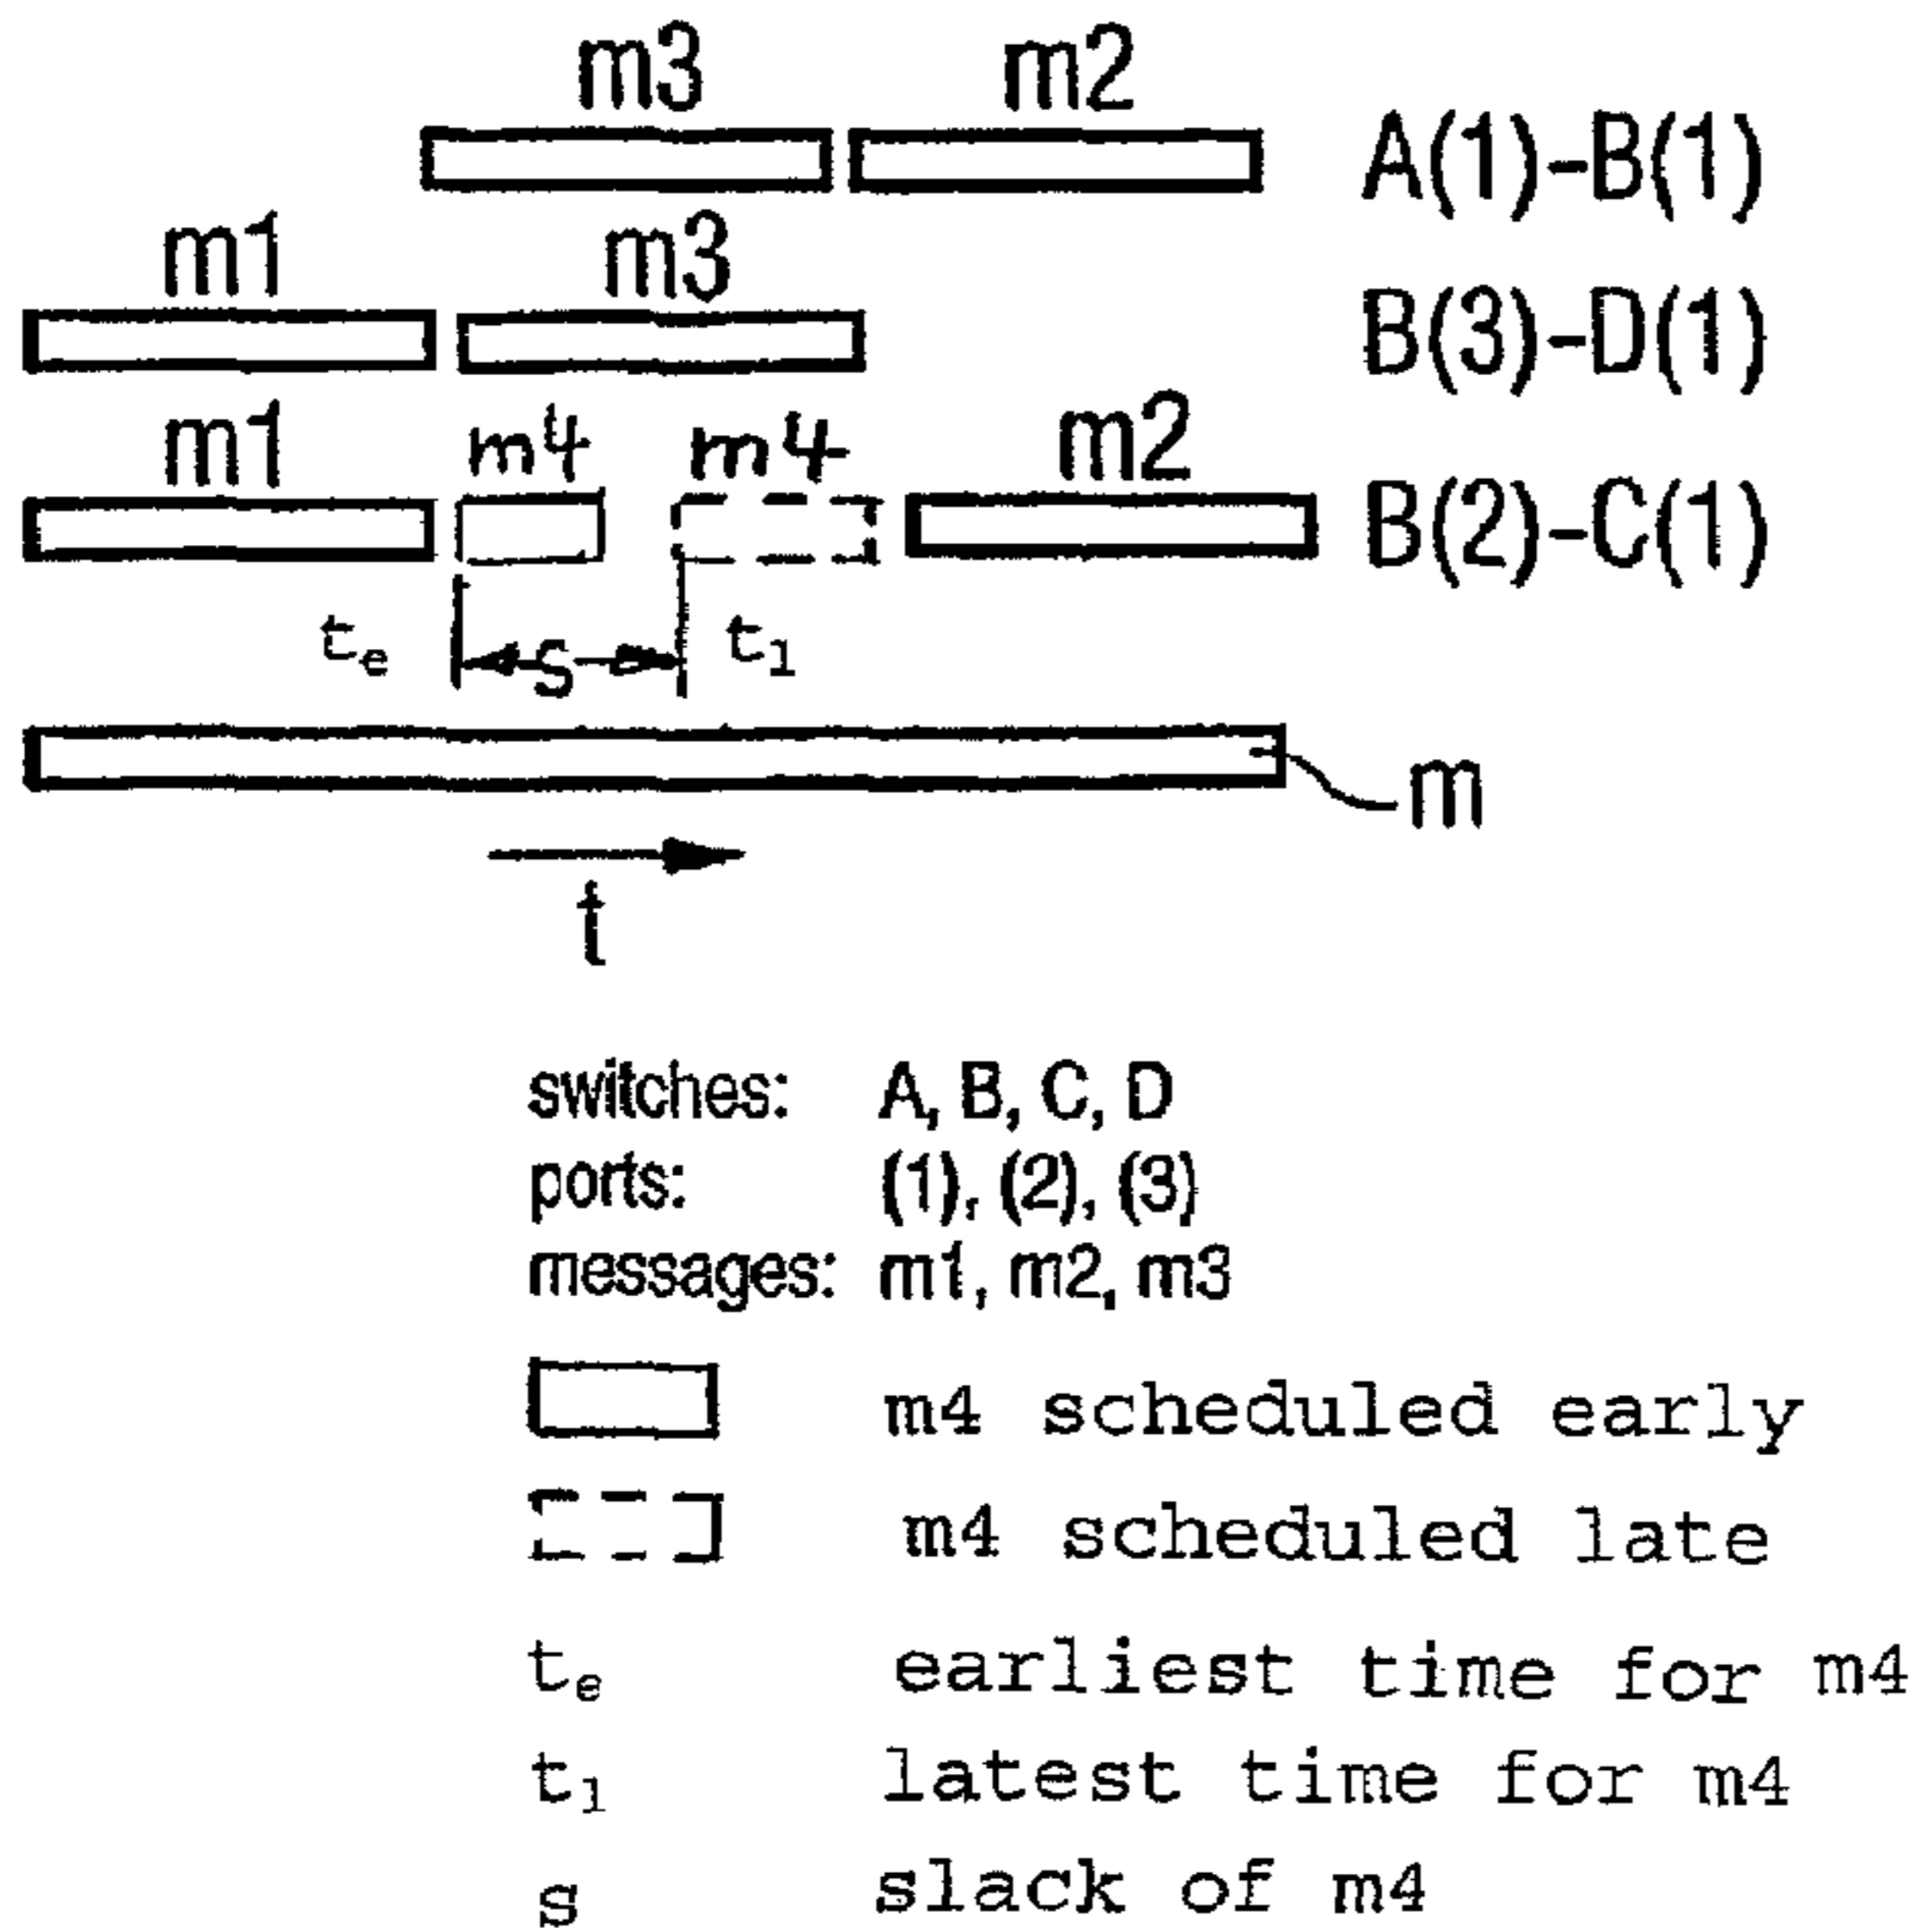 m3 m2
A(1)-B(1)
m1 m3
B(3)-D(1)
m1 m4 m4 m2
B(2)-C(1)
te s tl
m
t
switches: A, B, C, D
ports: (1), (2), (3)
messages: m1, m2, m3
m4 scheduled early
m4 scheduled late
te earliest time for m4
tl latest time for m4
s slack of m4